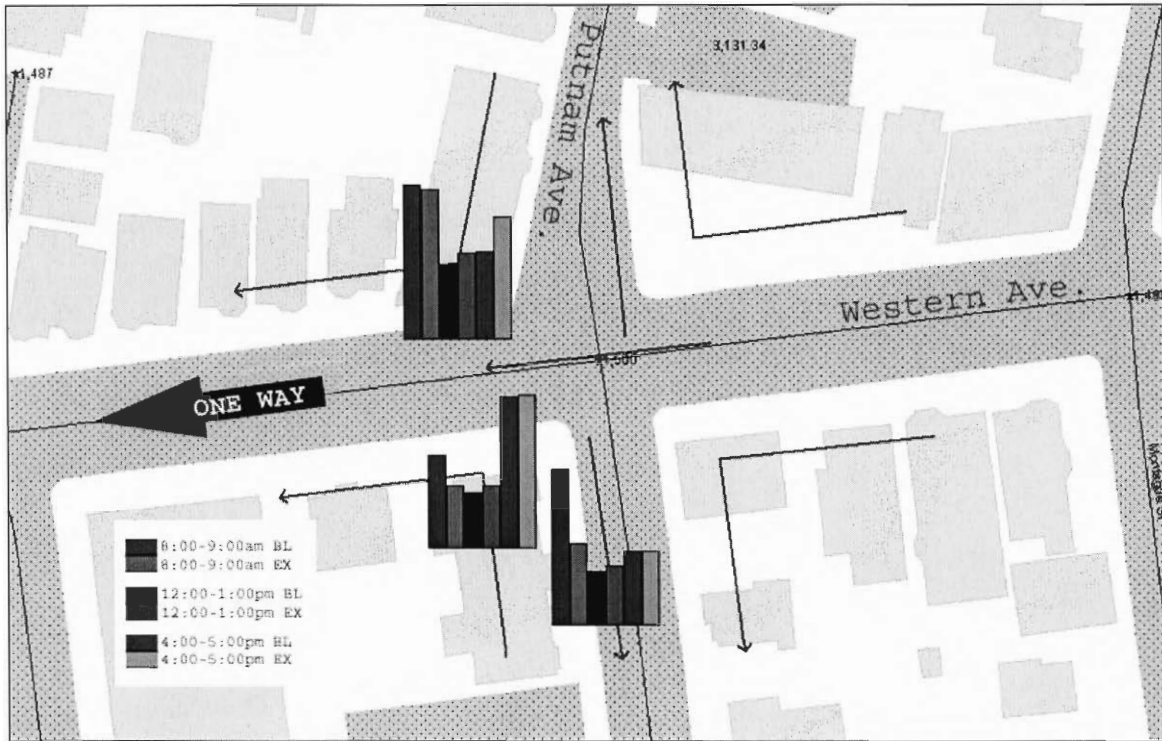 1,487
3,131.34
Putnam Ave.
Western Ave.
ONE WAY
8:00-9:00am BL
8:00-9:00am EX
12:00-1:00pm BL
12:00-1:00pm EX
4:00-5:00pm BL
4:00-5:00pm EX